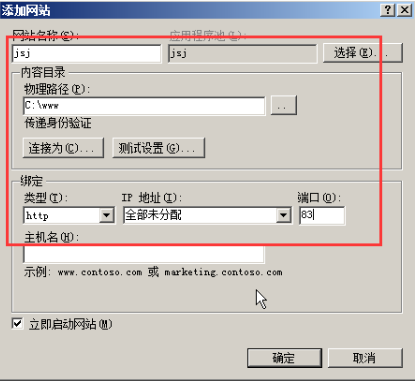 添加网站
网站名称(S): 应用程序池(L):
jsj jsj 选择(E)...
内容目录
物理路径(P):
C:\www ..
传递身份验证
连接为(C)... 测试设置(G)...
绑定
类型(T): IP 地址(I): 端口(O):
http 全部未分配 83
主机名(H):
示例: www.contoso.com 或 marketing.contoso.com
立即启动网站(M)
确定 取消